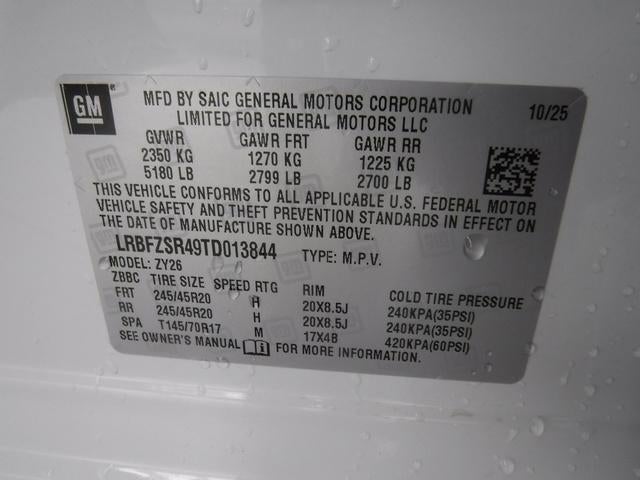 GM
MFD BY SAIC GENERAL MOTORS CORPORATION 10/25
LIMITED FOR GENERAL MOTORS LLC
GVWR GAWR FRT GAWR RR
2350 KG 1270 KG 1225 KG
5180 LB 2799 LB 2700 LB
THIS VEHICLE CONFORMS TO ALL APPLICABLE U.S. FEDERAL MOTOR
VEHICLE SAFETY AND THEFT PREVENTION STANDARDS IN EFFECT ON
THE DATE OF MANUFACTURE SHOWN ABOVE.
LRBFZSR49TD013844 TYPE: M.P.V.
MODEL: ZY26
ZBBC TIRE SIZE SPEED RTG RIM COLD TIRE PRESSURE
FRT 245/45R20 H 20X8.5J 240KPA(35PSI)
RR 245/45R20 H 20X8.5J 240KPA(35PSI)
SPA T145/70R17 M 17X4B 420KPA(60PSI)
SEE OWNER'S MANUAL FOR MORE INFORMATION.